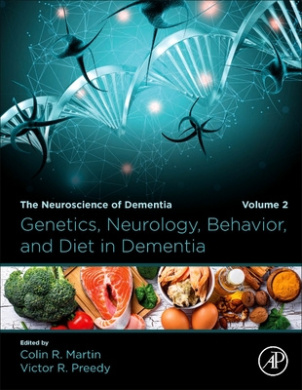 The Neuroscience of Dementia Volume 2
Genetics, Neurology, Behavior,
and Diet in Dementia
Edited by
Colin R. Martin
Victor R. Preedy
AP